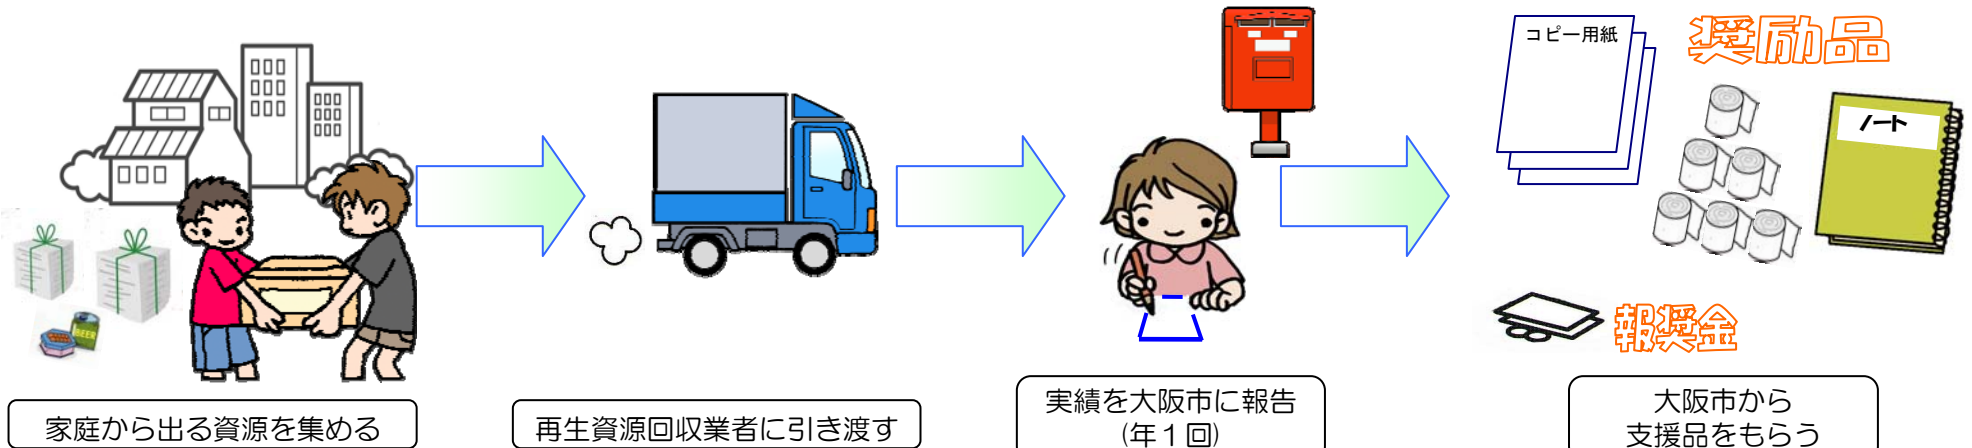 コピー用紙
奨励品
ノート
BEER
報奨金
家庭から出る資源を集める
再生資源回収業者に引き渡す
実績を大阪市に報告
(年1回)
大阪市から
支援品をもらう